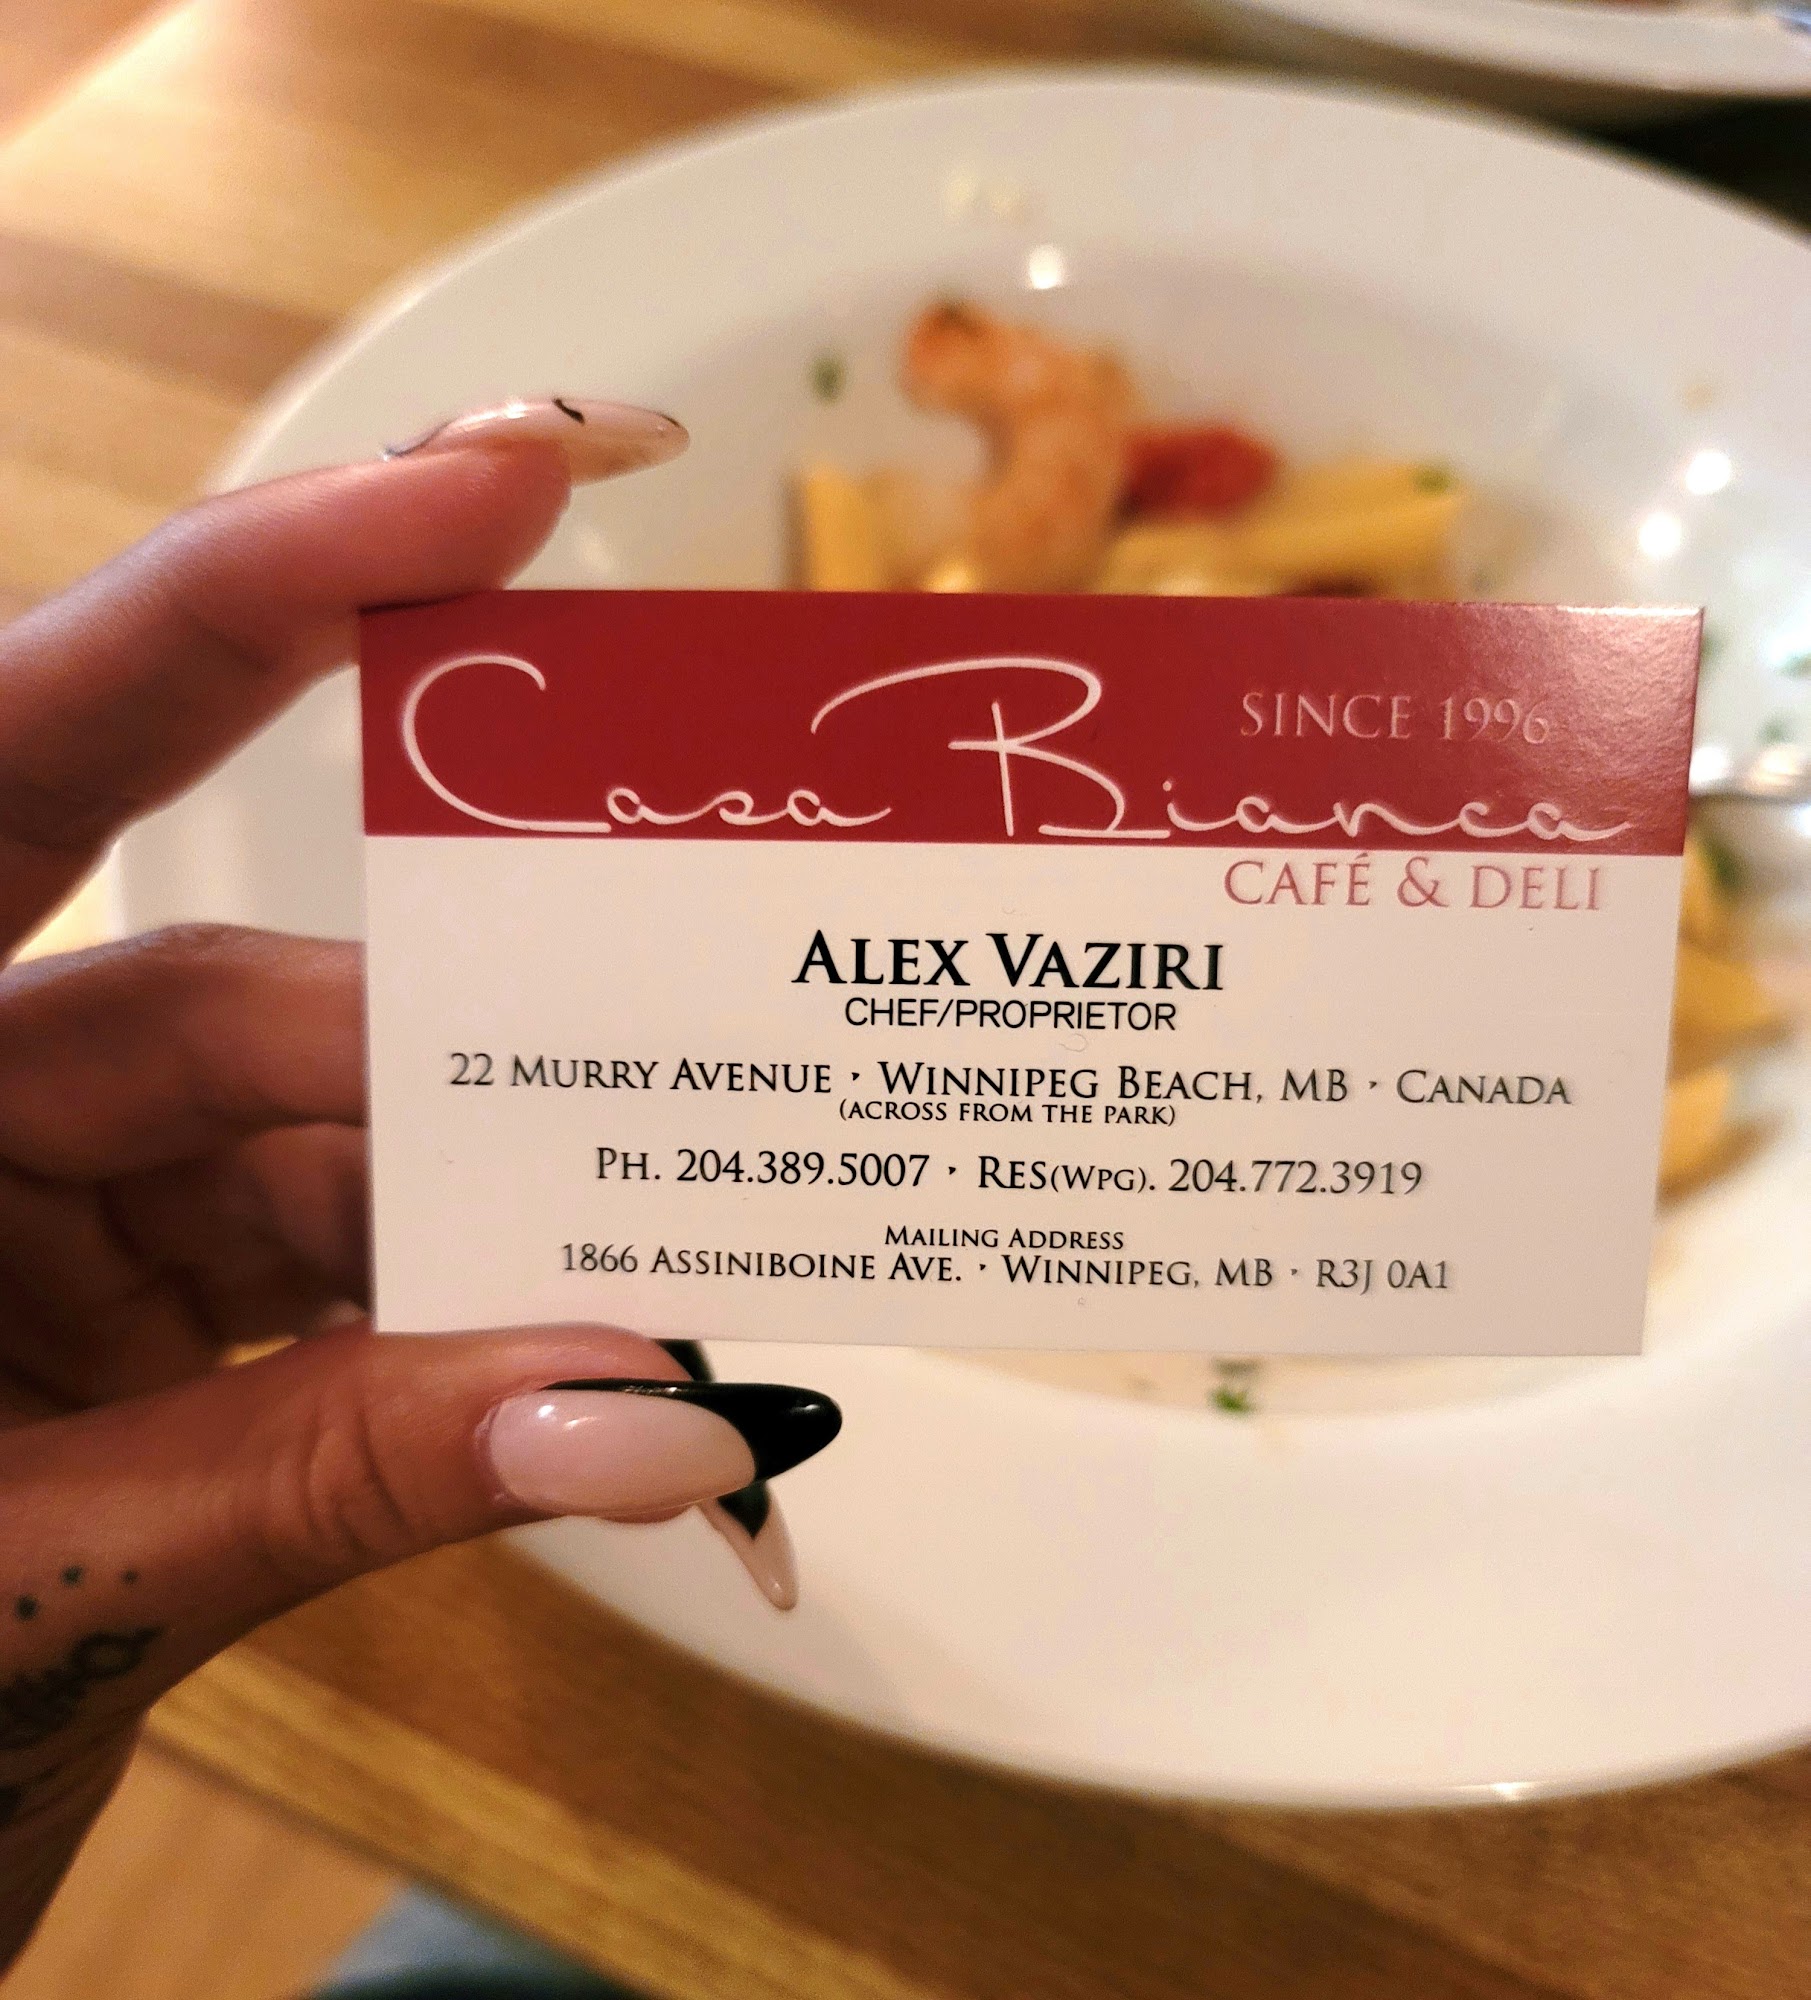 Casa Bianca
SINCE 1996
CAFÉ & DELI
ALEX VAZIRI
CHEF/PROPRIETOR
22 MURRY AVENUE · WINNIPEG BEACH, MB · CANADA
(ACROSS FROM THE PARK)
PH. 204.389.5007 · RES(WPG). 204.772.3919
MAILING ADDRESS
1866 ASSINIBOINE AVE. · WINNIPEG, MB · R3J 0A1